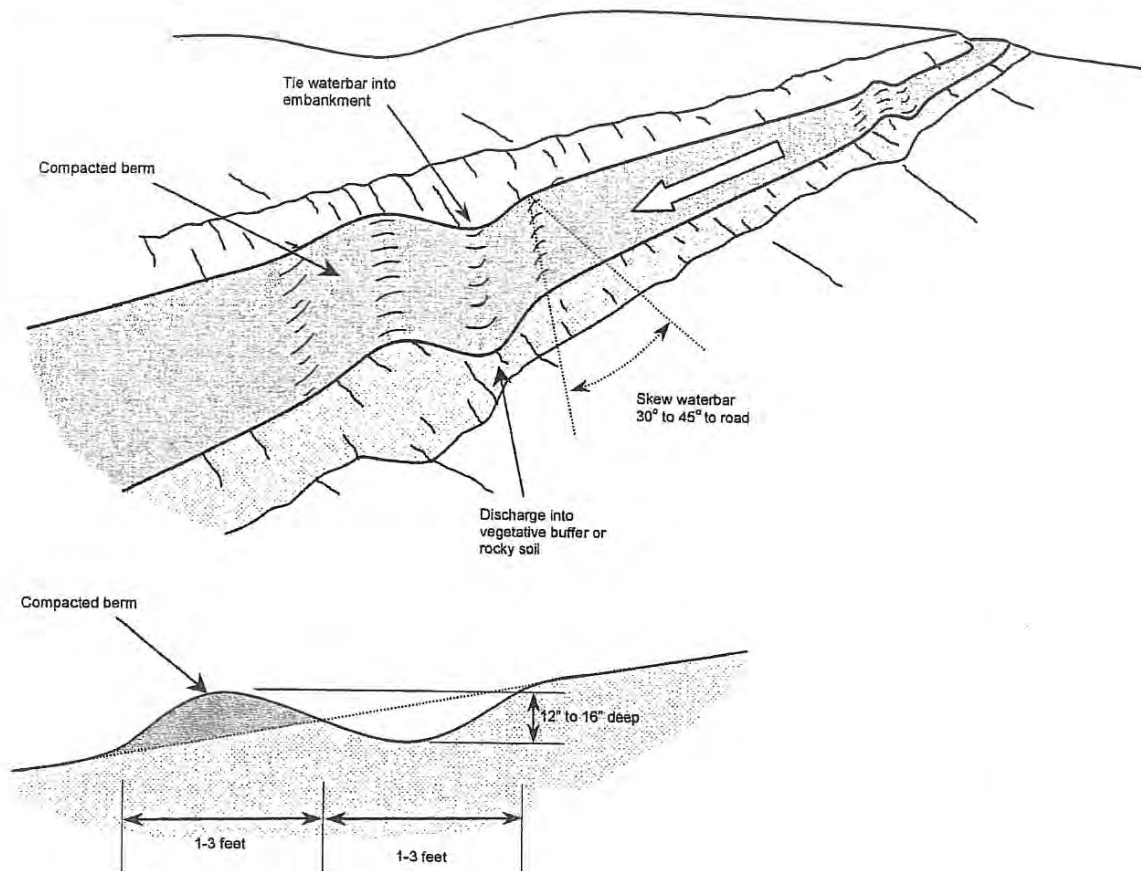 Tie waterbar into
embankment
Compacted berm
Skew waterbar
30° to 45° to road
Discharge into
vegetative buffer or
rocky soil
Compacted berm
12" to 16" deep
1-3 feet
1-3 feet